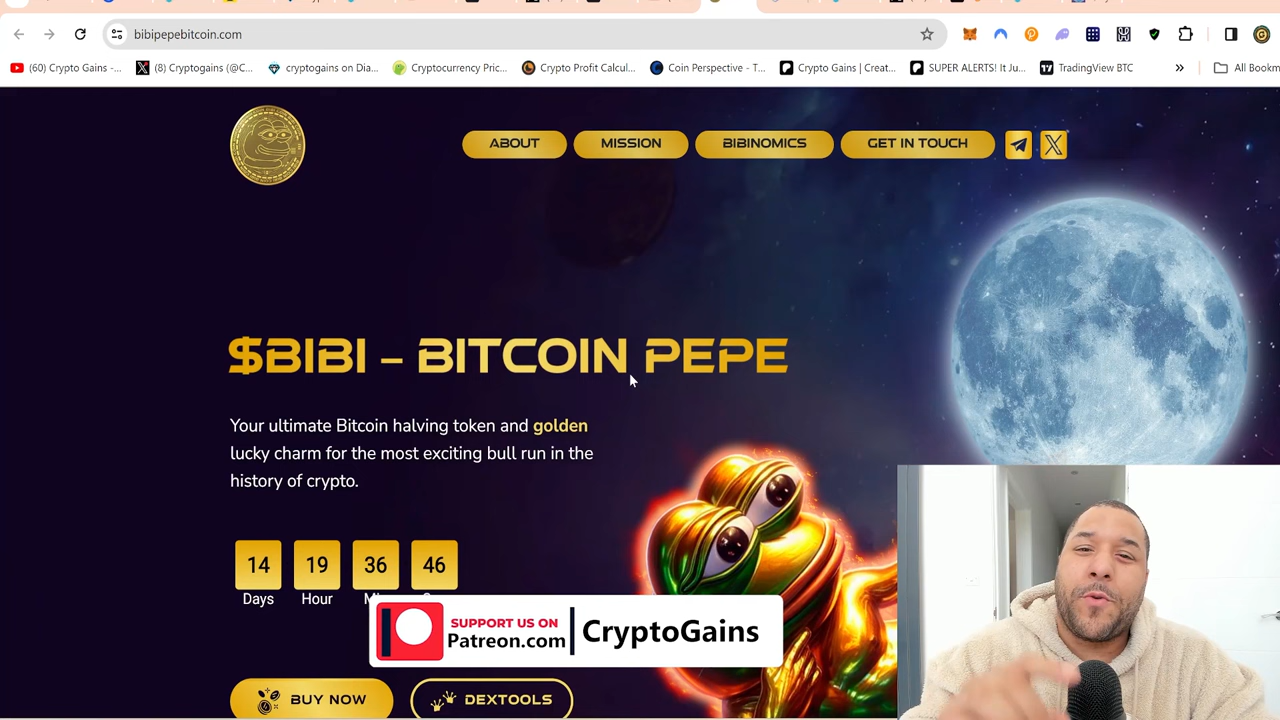 bibipepebitcoin.com
(60) Crypto Gains -...
(8) Cryptogains (@C...
cryptogains on Dia...
Cryptocurrency Pric...
Crypto Profit Calcul...
Coin Perspective - T...
Crypto Gains | Creat...
SUPER ALERTS! It Ju...
TradingView BTC
»
All Bookm
ABOUT
MISSION
BIBINOMICS
GET IN TOUCH
$BIBI – BITCOIN PEPE
Your ultimate Bitcoin halving token and golden
lucky charm for the most exciting bull run in the
history of crypto.
14 19 36 46
Days Hour
SUPPORT US ON
Patreon.com
CryptoGains
BUY NOW
DEXTOOLS